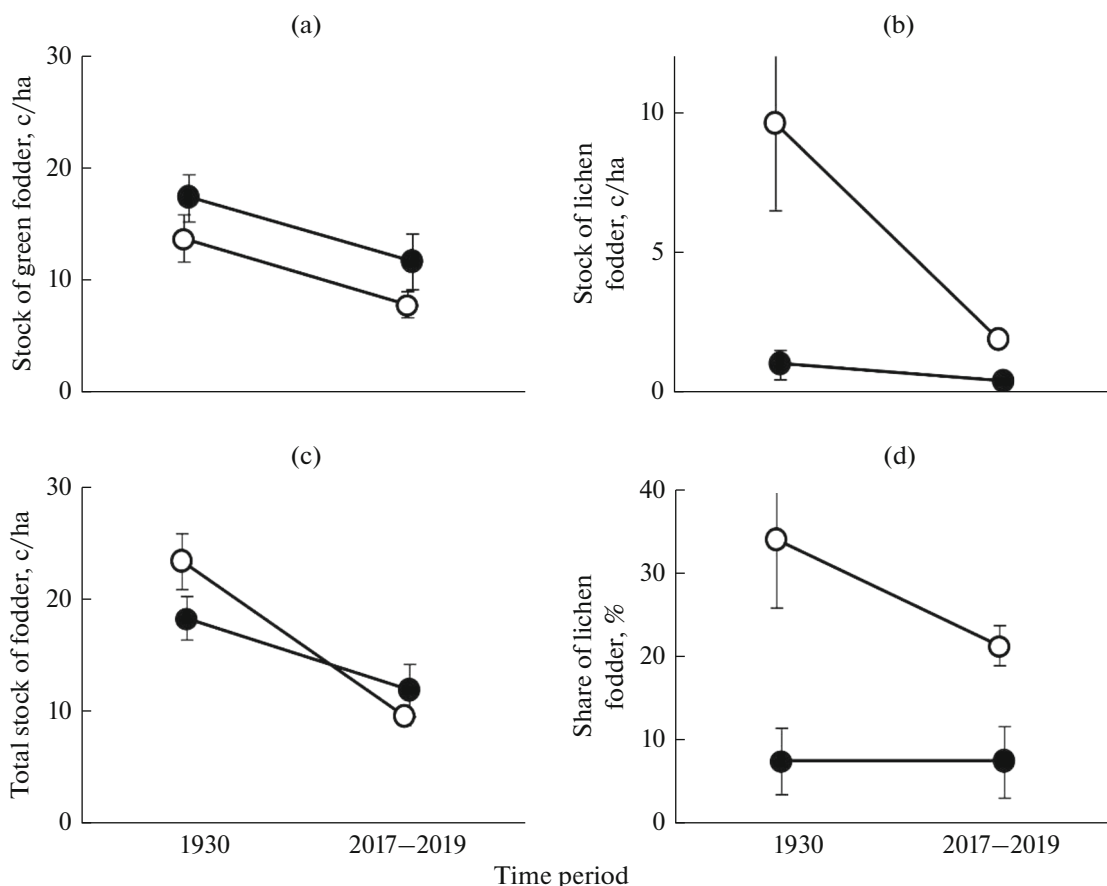 (a)
Stock of green fodder, c/ha
30
20
10
0
(b)
Stock of lichen
fodder, c/ha
10
5
0
(c)
Total stock of fodder, c/ha
30
20
10
0
1930
2017–2019
(d)
Share of lichen
fodder, %
40
30
20
10
0
1930
2017–2019
Time period